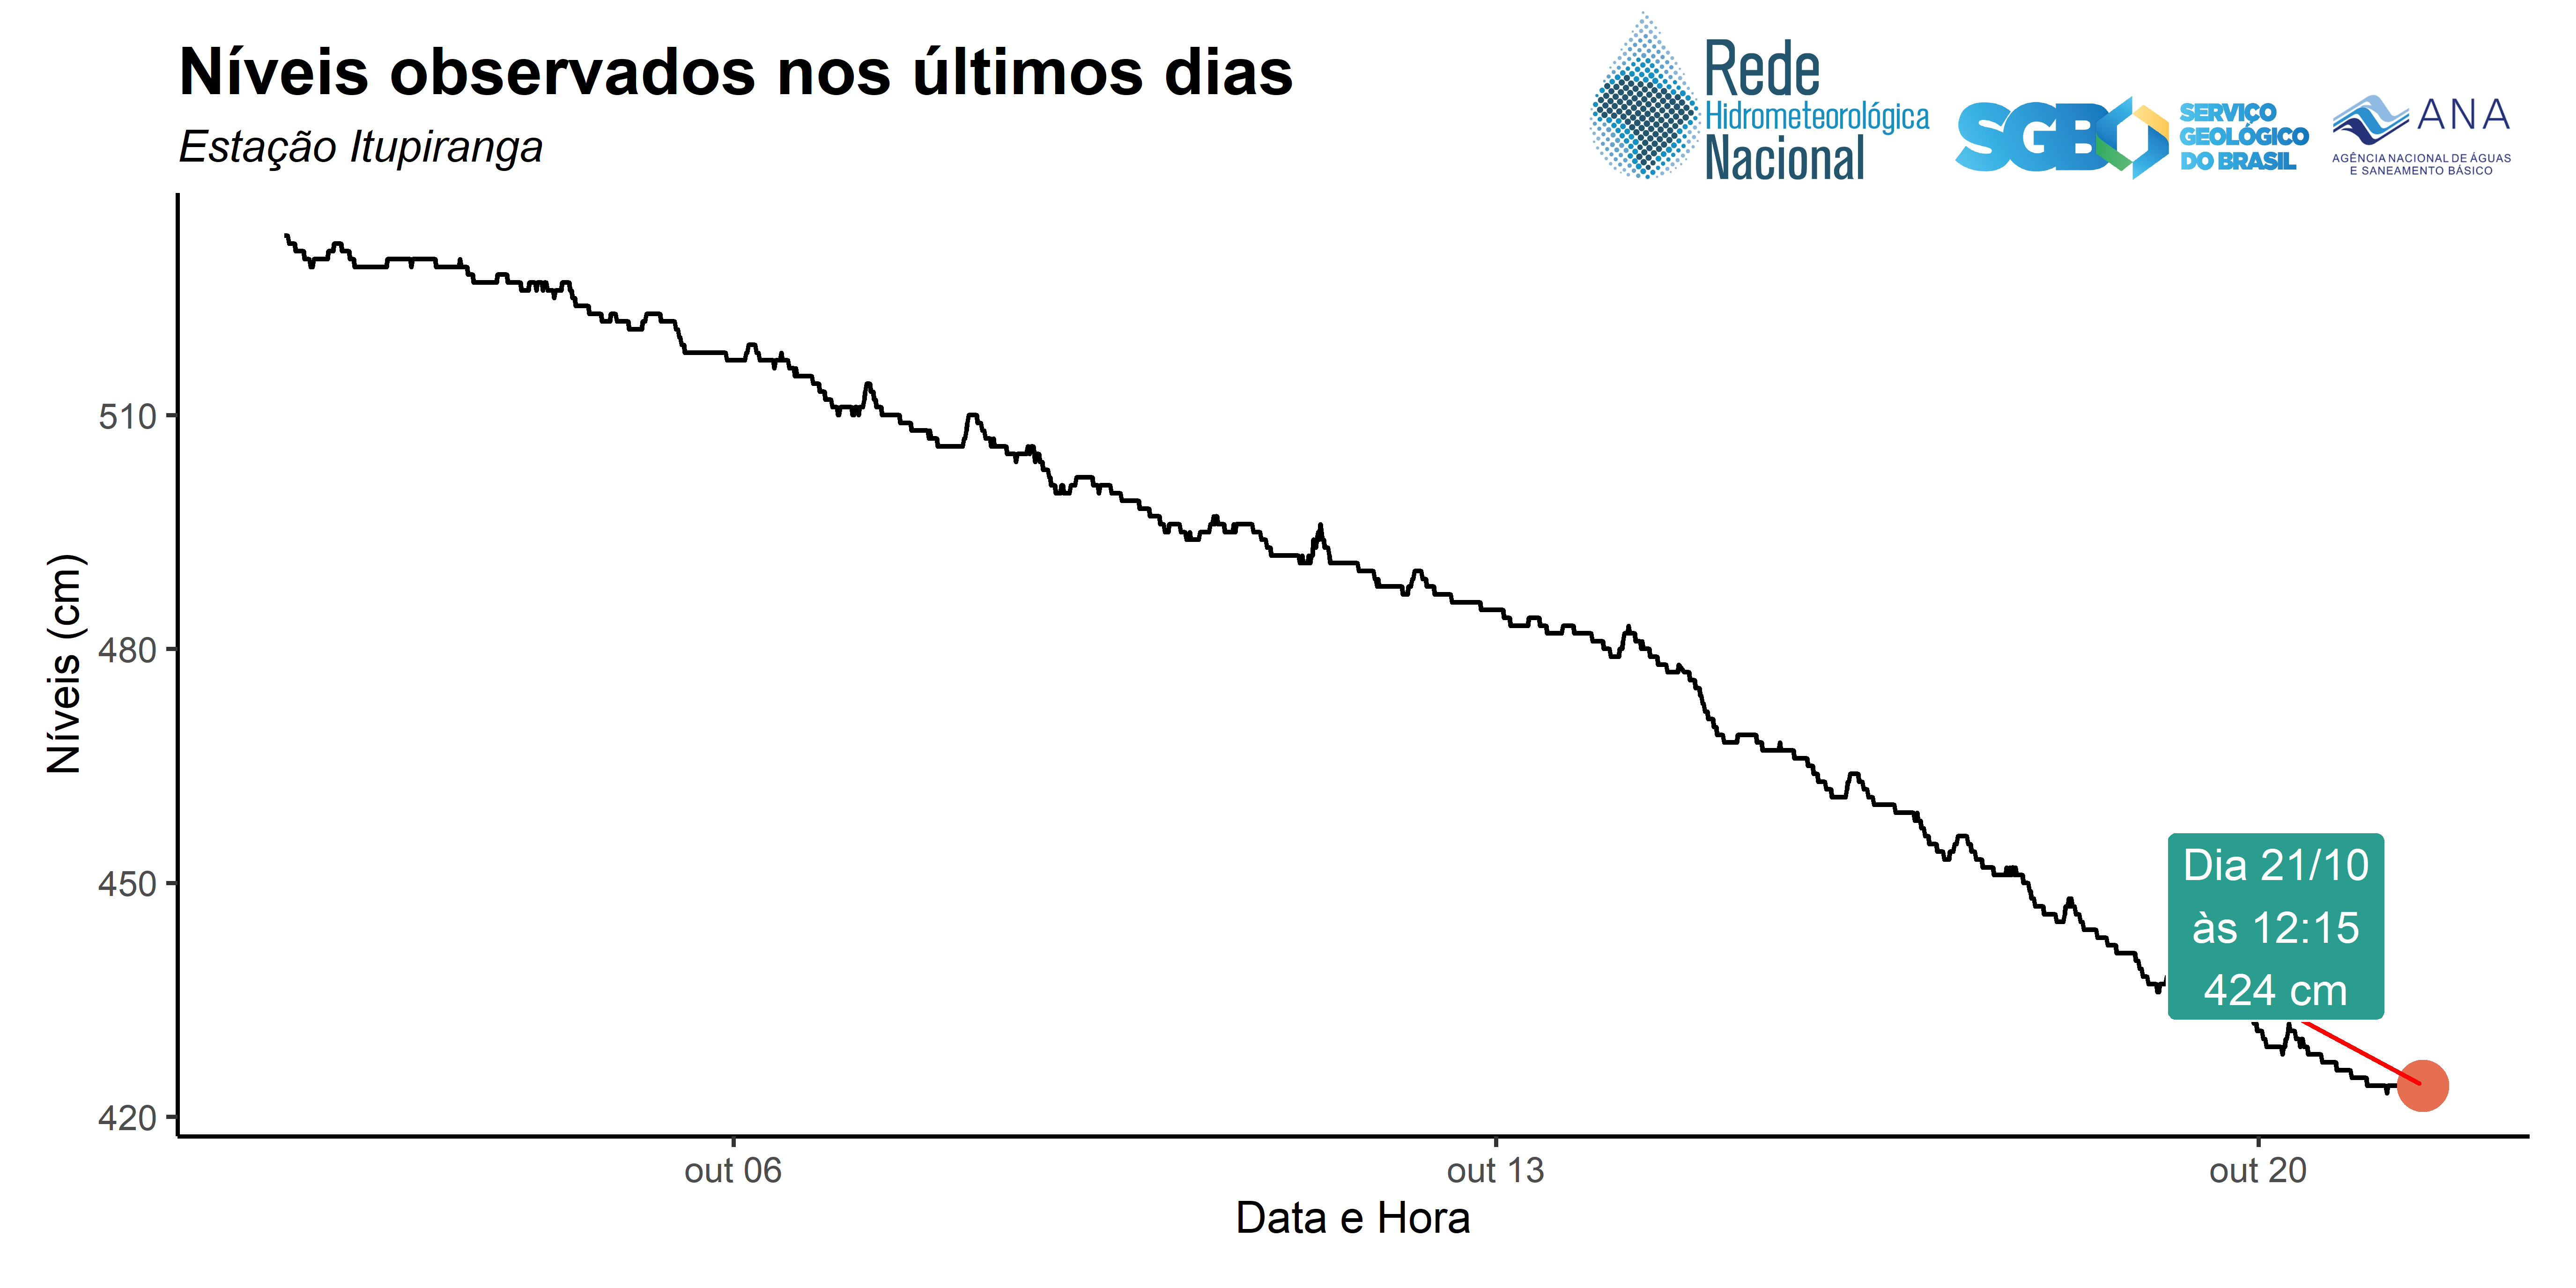 Níveis observados nos últimos dias
Estação Itupiranga
Rede
Hidrometeorológica
Nacional
SGB
SERVIÇO
GEOLÓGICO
DO BRASIL
ANA
AGÊNCIA NACIONAL DE ÁGUAS
E SANEAMENTO BÁSICO
Níveis (cm)
510
480
450
420
Dia 21/10
às 12:15
424 cm
out 06
out 13
out 20
Data e Hora